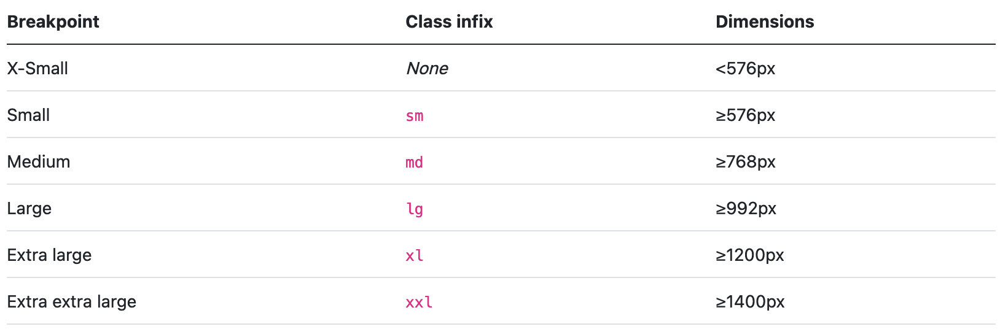 Breakpoint Class infix Dimensions
X-Small None <576px
Small sm ≥576px
Medium md ≥768px
Large lg ≥992px
Extra large xl ≥1200px
Extra extra large xxl ≥1400px